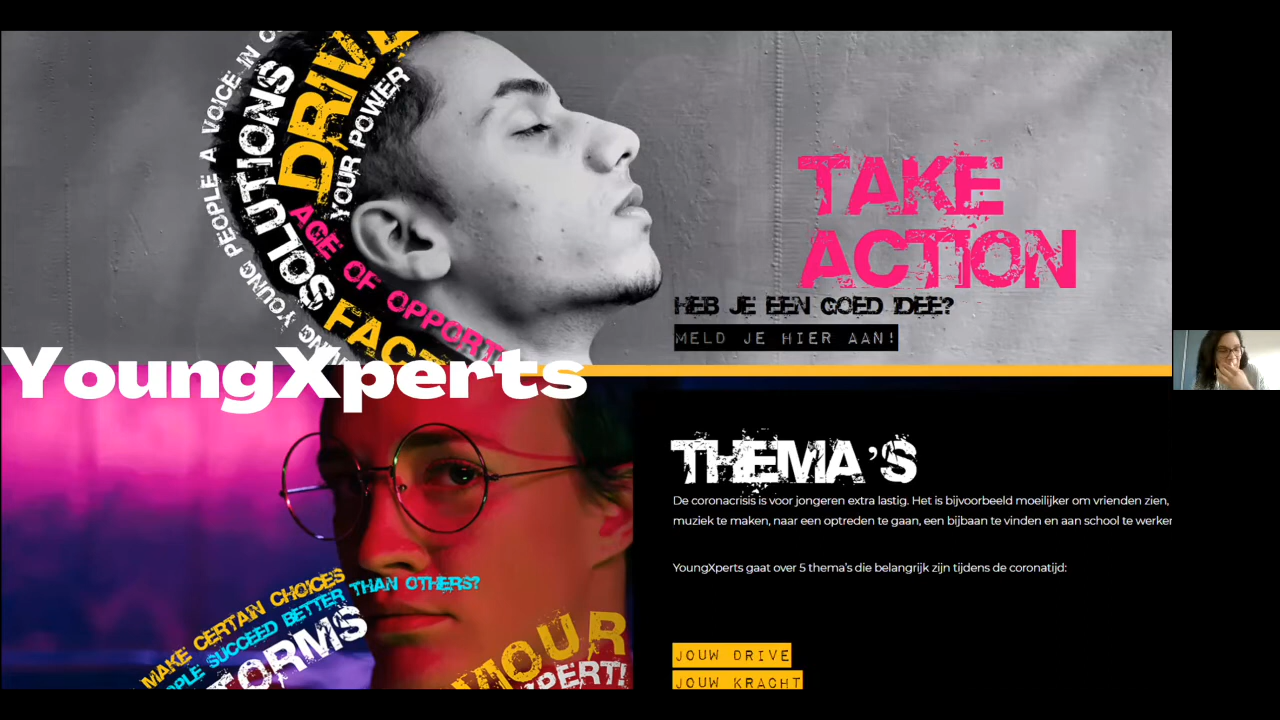 PEOPLE A VOICE IN
DRIVE
SOLUTIONS
YOUR POWER
AGE OF OPPORT
YOUNG
FACT
TAKE
ACTION
HEB JE EEN GOED IDEE?
MELD JE HIER AAN!
YoungXperts
THEMA'S
De coronacrisis is voor jongeren extra lastig. Het is bijvoorbeeld moeilijker om vrienden zien,
muziek te maken, naar een optreden te gaan, een bijbaan te vinden en aan school te werken
YoungXperts gaat over 5 thema's die belangrijk zijn tijdens de coronatijd:
MAKE CERTAIN CHOICES
PLE SUCCEED BETTER THAN OTHERS?
TORMS
VIOUR
XPERT!
JOUW DRIVE
JOUW KRACHT